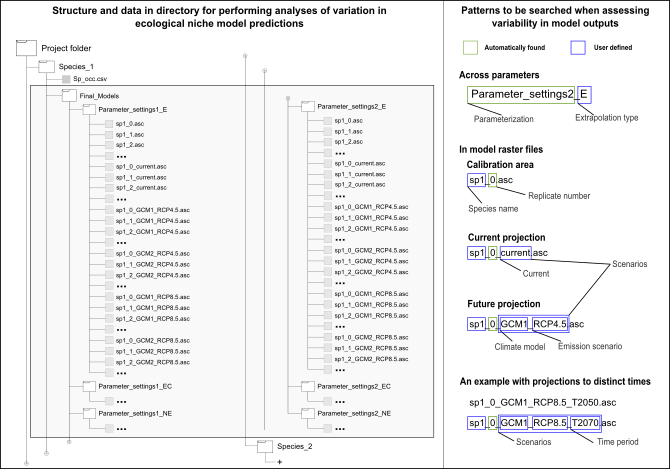 Structure and data in directory for performing analyses of variation in
ecological niche model predictions
Project folder
Species_1
Sp_occ.csv
Final_Models
Parameter_settings1_E
sp1_0.asc
sp1_1.asc
sp1_2.asc
...
sp1_0_current.asc
sp1_1_current.asc
sp1_2_current.asc
...
sp1_0_GCM1_RCP4.5.asc
sp1_1_GCM1_RCP4.5.asc
sp1_2_GCM1_RCP4.5.asc
...
sp1_0_GCM2_RCP4.5.asc
sp1_1_GCM2_RCP4.5.asc
sp1_2_GCM2_RCP4.5.asc
...
sp1_0_GCM1_RCP8.5.asc
sp1_1_GCM1_RCP8.5.asc
sp1_2_GCM1_RCP8.5.asc
...
sp1_0_GCM2_RCP8.5.asc
sp1_1_GCM2_RCP8.5.asc
sp1_2_GCM2_RCP8.5.asc
...
Parameter_settings1_EC
...
Parameter_settings1_NE
...
Parameter_settings2_E
sp1_0.asc
sp1_1.asc
sp1_2.asc
...
sp1_0_current.asc
sp1_1_current.asc
sp1_2_current.asc
...
sp1_0_GCM1_RCP4.5.asc
sp1_1_GCM1_RCP4.5.asc
sp1_2_GCM1_RCP4.5.asc
...
sp1_0_GCM2_RCP4.5.asc
sp1_1_GCM2_RCP4.5.asc
sp1_2_GCM2_RCP4.5.asc
...
sp1_0_GCM1_RCP8.5.asc
sp1_1_GCM1_RCP8.5.asc
sp1_2_GCM1_RCP8.5.asc
...
sp1_0_GCM2_RCP8.5.asc
sp1_1_GCM2_RCP8.5.asc
sp1_2_GCM2_RCP8.5.asc
...
Parameter_settings2_EC
...
Parameter_settings2_NE
...
Species_2
+
Patterns to be searched when assessing
variability in model outputs
Automatically found
User defined
Across parameters
Parameter_settings2_E
Parameterization
Extrapolation type
In model raster files
Calibration area
sp1_0.asc
Replicate number
Species name
Current projection
sp1_0_current.asc
Scenarios
Current
Future projection
sp1_0_GCM1_RCP4.5.asc
Climate model
Emission scenario
An example with projections to distinct times
sp1_0_GCM1_RCP8.5_T2050.asc
sp1_0_GCM1_RCP8.5_T2070.asc
Scenarios
Time period